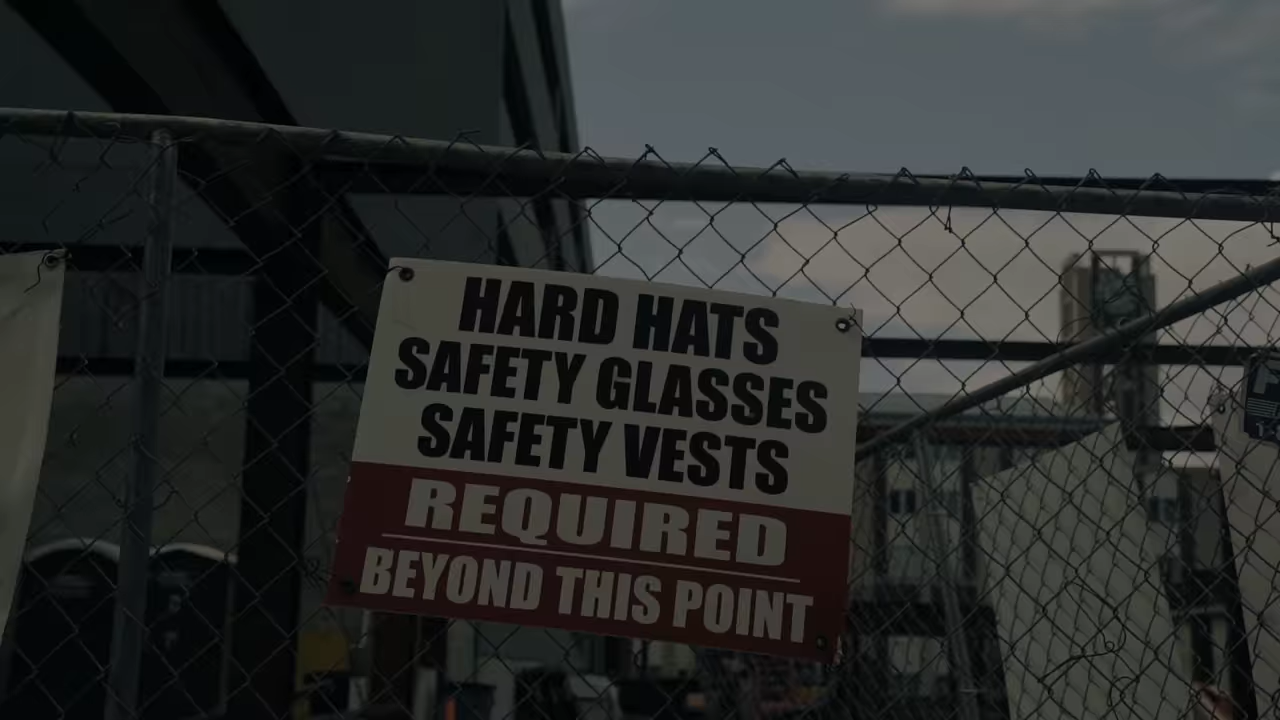 HARD HATS
SAFETY GLASSES
SAFETY VESTS
REQUIRED
BEYOND THIS POINT